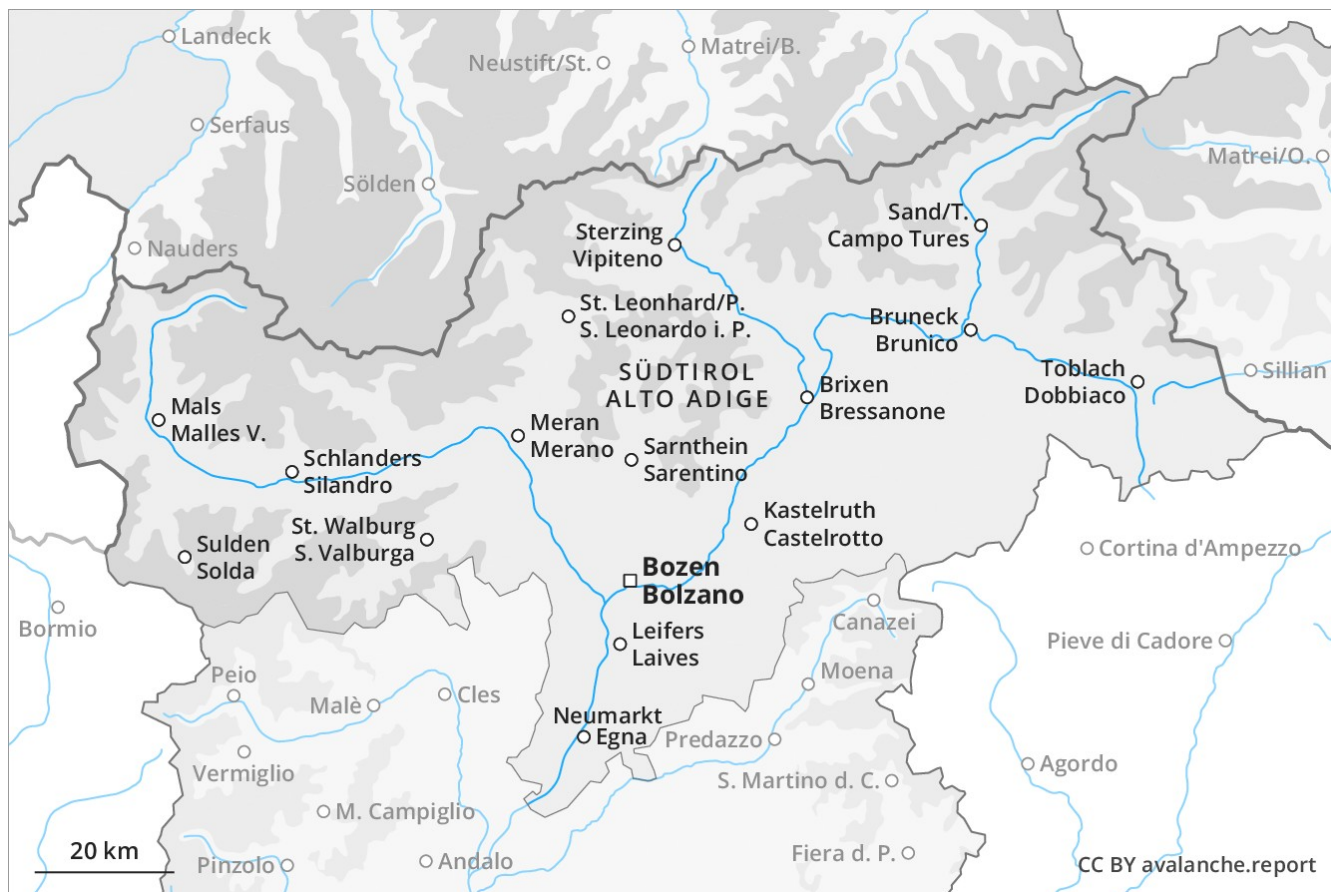 Landeck
Neustift/St.
Matrei/B.
Serfaus
Matrei/O.
Sölden
Nauders
Sterzing
Vipiteno
Sand/T.
Campo Tures
St. Leonhard/P.
S. Leonardo i. P.
Bruneck
Brunico
SÜDTIROL
ALTO ADIGE
Toblach
Dobbiaco
Sillian
Brixen
Bressanone
Mals
Malles V.
Meran
Merano
Schlanders
Silandro
Sarnthein
Sarentino
St. Walburg
S. Valburga
Kastelruth
Castelrotto
Sulden
Solda
Cortina d'Ampezzo
Bozen
Bolzano
Bormio
Canazei
Leifers
Laives
Pieve di Cadore
Peio
Moena
Malè
Cles
Neumarkt
Egna
Predazzo
Vermiglio
Agordo
S. Martino d. C.
M. Campiglio
20 km
Pinzolo
Andalo
Fiera d. P.
CC BY avalanche.report